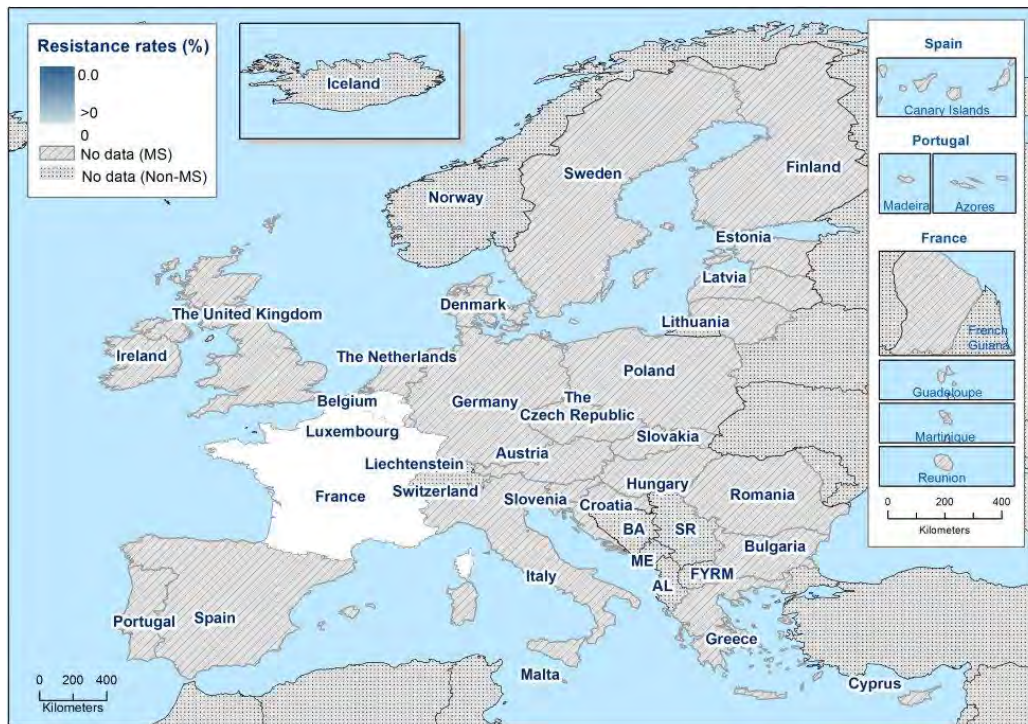 Resistance rates (%)
0.0
>0
0
No data (MS)
No data (Non-MS)
Iceland
Spain
Canary Islands
Portugal
Madeira
Azores
France
French
Guiana
Guadeloupe
Martinique
Reunion
0 200 400
Kilometers
Finland
Sweden
Norway
Estonia
Latvia
Denmark
The United Kingdom
Lithuania
Ireland
The Netherlands
Poland
Belgium
Germany
The
Czech Republic
Luxembourg
Slovakia
Austria
Liechtenstein
Hungary
Switzerland
France
Slovenia
Romania
Croatia
BA
SR
Bulgaria
ME
FYRM
Italy
AL
Portugal
Spain
Greece
Malta
Cyprus
0 200 400
Kilometers